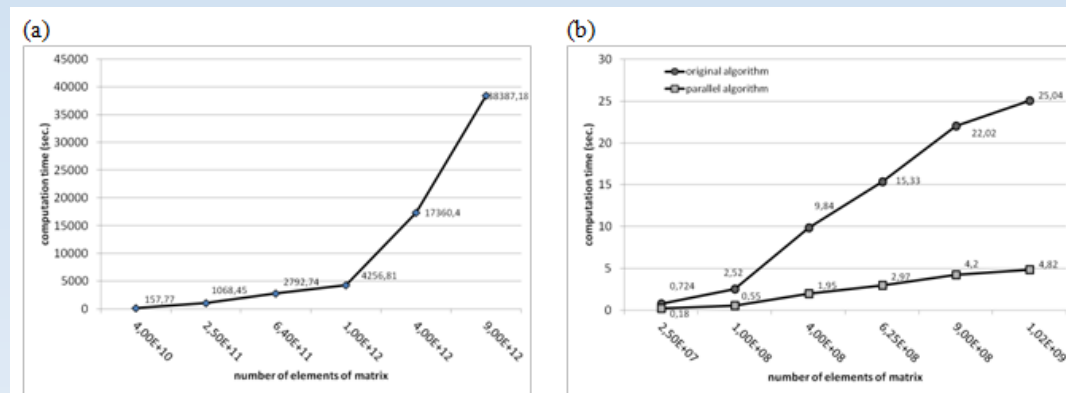 (a)
45000
40000
35000
30000
25000
20000
15000
10000
5000
0
computation time (sec.)
157,77
1068,45
2792,74
4256,81
17360,4
38387,18
4,00E+10
2,50E+11
6,40E+11
1,00E+12
4,00E+12
9,00E+12
number of elements of matrix
(b)
30
25
20
15
10
5
0
computation time (sec.)
original algorithm
parallel algorithm
0,724
2,52
9,84
15,33
22,02
25,04
0,18
0,55
1,95
2,97
4,2
4,82
2,50E+07
1,00E+08
4,00E+08
6,25E+08
9,00E+08
1,02E+09
number of elements of matrix